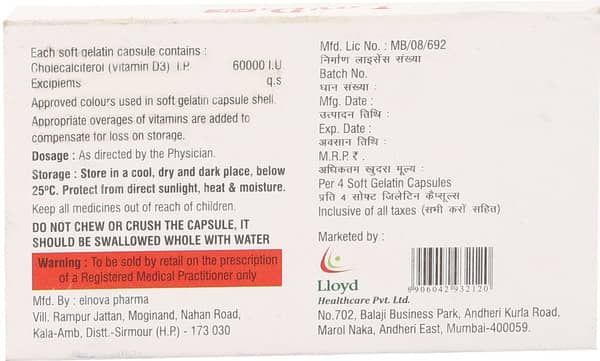 Each soft gelatin capsule contains :
Cholecalciferol (Vitamin D3) I.P. 60000 I.U
Excipients q.s
Approved colours used in soft gelatin capsule shell.
Appropriate overages of vitamins are added to
compensate for loss on storage.
Dosage : As directed by the Physician.
Storage : Store in a cool, dry and dark place, below
25ºC. Protect from direct sunlight, heat & moisture.
Keep all medicines out of reach of children.
DO NOT CHEW OR CRUSH THE CAPSULE, IT
SHOULD BE SWALLOWED WHOLE WITH WATER
Warning : To be sold by retail on the prescription
of a Registered Medical Practitioner only
Mfd. By : elnova pharma
Vill. Rampur Jattan, Moginand, Nahan Road,
Kala-Amb, Distt.-Sirmour (H.P.) - 173 030
Mfd. Lic No. : MB/08/692
निर्माण लाइसेंस संख्या
Batch No.
घान संख्या :
Mfg. Date :
उत्पादन तिथि :
Exp. Date :
अवसान तिथि :
M.R.P. ₹ .
अधिकतम खुदरा मूल्य :
Per 4 Soft Gelatin Capsules
प्रति 4 सोफ्ट जिलेटिन कैप्सूल्स
Inclusive of all taxes (सभी करों सहित)
Marketed by :
Lloyd
Healthcare Pvt. Ltd.
8906042932120
No.702, Balaji Business Park, Andheri Kurla Road,
Marol Naka, Andheri East, Mumbai-400059.